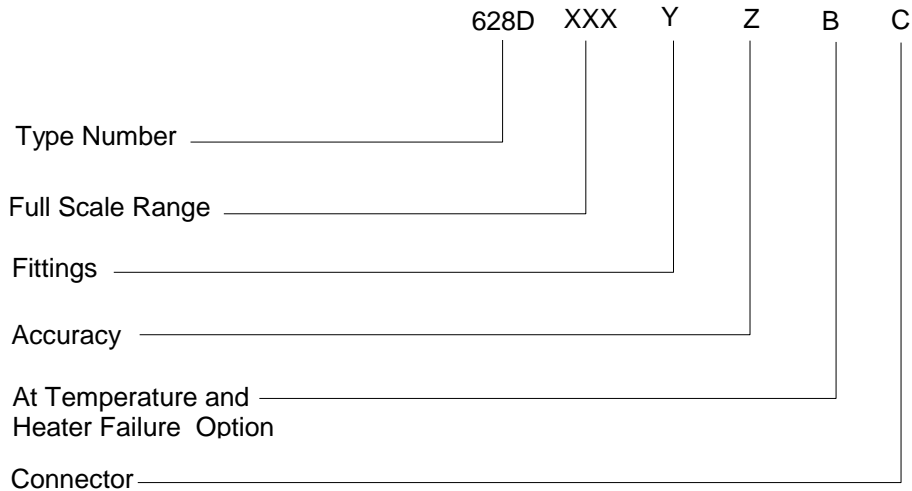 628D XXX Y Z B C
Type Number
Full Scale Range
Fittings
Accuracy
At Temperature and
Heater Failure Option
Connector